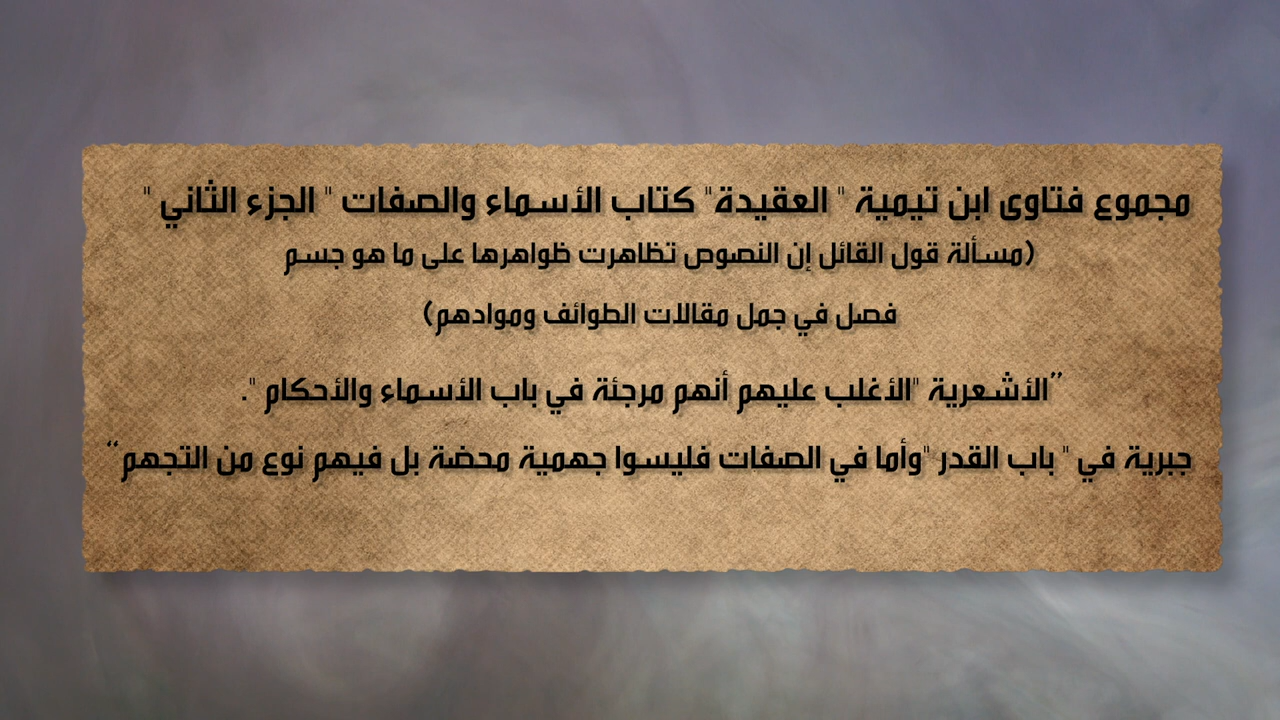 مجموع فتاوى ابن تيمية " العقيدة" كتاب الأسماء والصفات " الجزء الثاني "
(مسألة قول القائل إن النصوص تظاهرت ظواهرها على ما هو جسم
فصل في جمل مقالات الطوائف وموادهم)
”الأشعرية "الأغلب عليهم أنهم مرجئة في باب الأسماء والأحكام ".
جبرية في " باب القدر "وأما في الصفات فليسوا جهمية محضة بل فيهم نوع من التجهم“